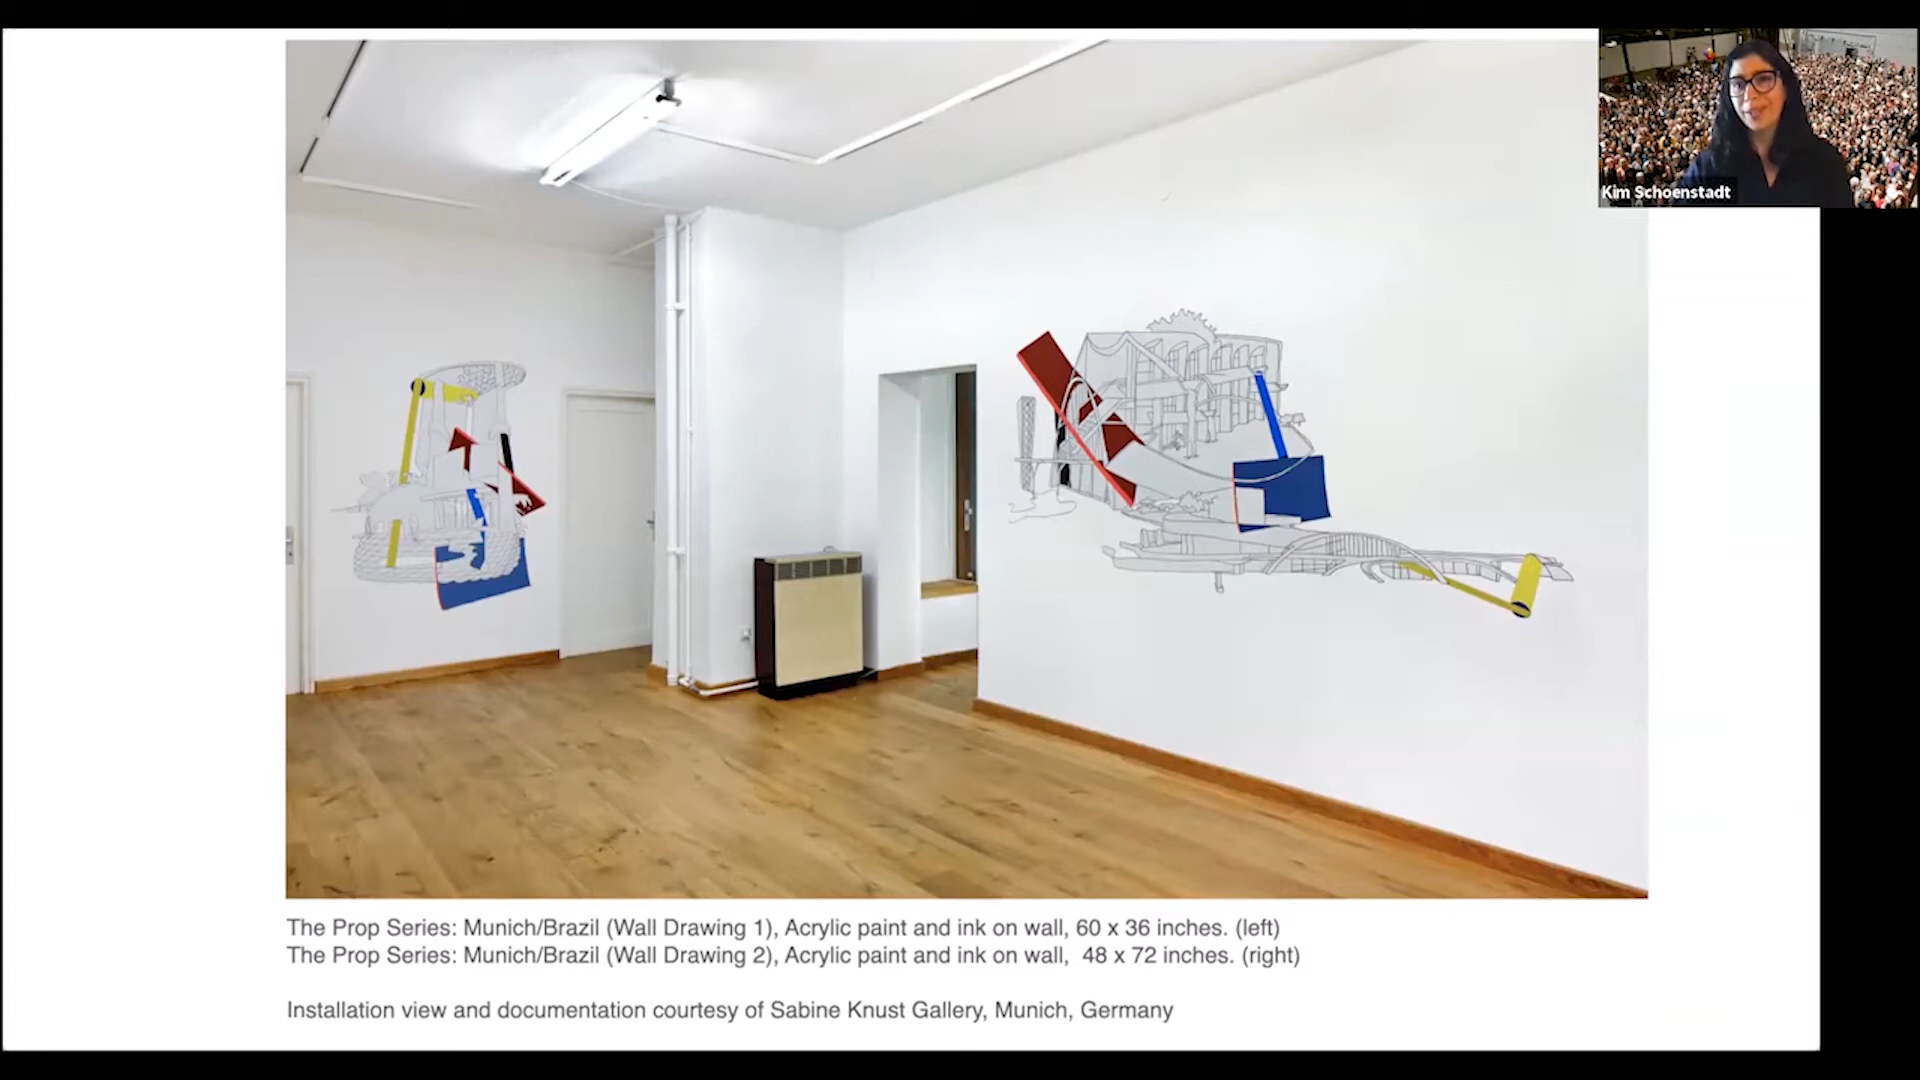 Kim Schoenstadt
The Prop Series: Munich/Brazil (Wall Drawing 1), Acrylic paint and ink on wall, 60 x 36 inches. (left)
The Prop Series: Munich/Brazil (Wall Drawing 2), Acrylic paint and ink on wall, 48 x 72 inches. (right)
Installation view and documentation courtesy of Sabine Knust Gallery, Munich, Germany